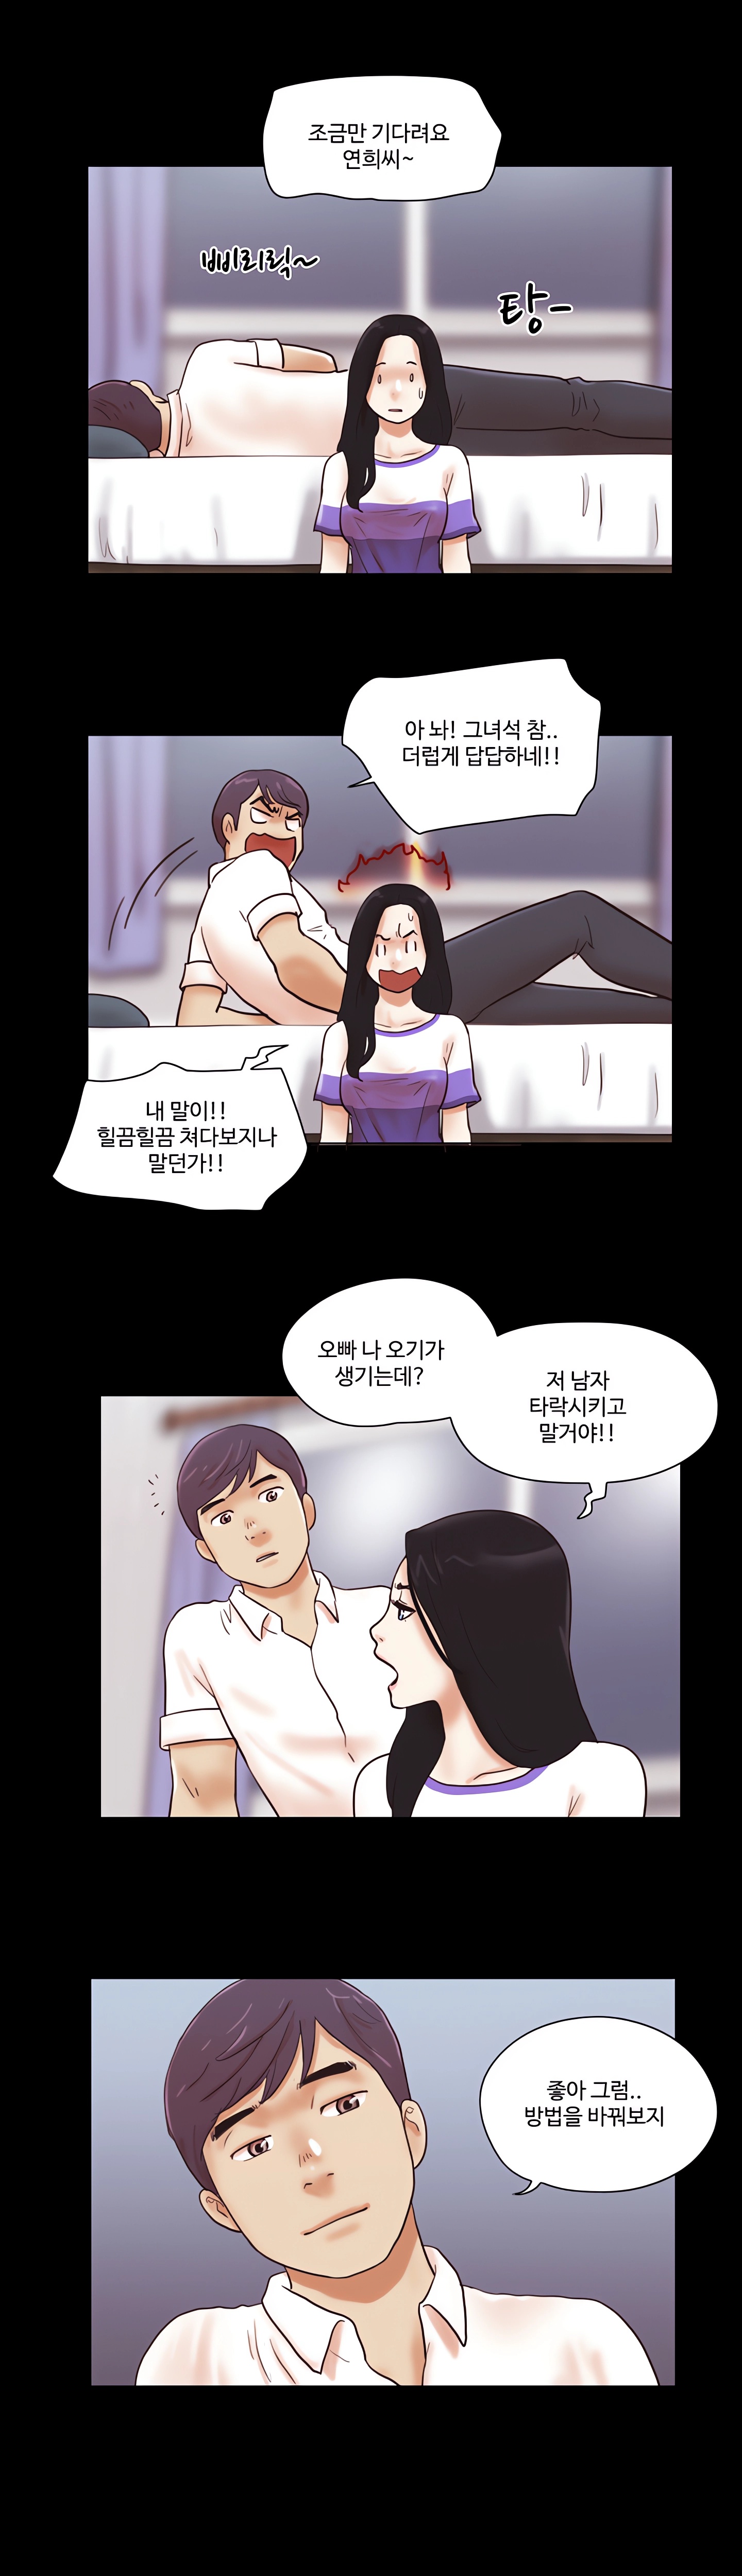 조금만 기다려요
연희씨~
삐리릭~
탕-
아 놔! 그녀석 참..
더럽게 답답하네!!
내 말이!!
힐끔힐끔 쳐다보지나
말던가!!
오빠 나 오기가
생기는데?
저 남자
타락시키고
말거야!!
좋아 그럼..
방법을 바꿔보지